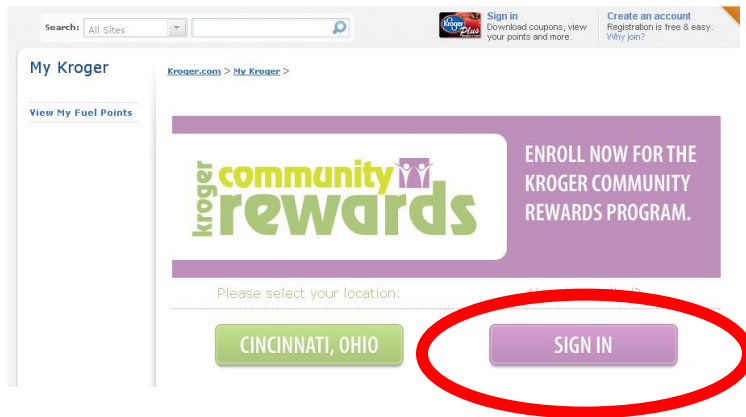 Search: All Sites
Sign in
Download coupons, view
your points and more.
Create an account
Registration is free & easy.
Why join?
Kroger
Plus
My Kroger
View My Fuel Points
Kroger.com > My Kroger >
kroger
community
rewards
ENROLL NOW FOR THE
KROGER COMMUNITY
REWARDS PROGRAM.
Please select your location:
CINCINNATI, OHIO
SIGN IN